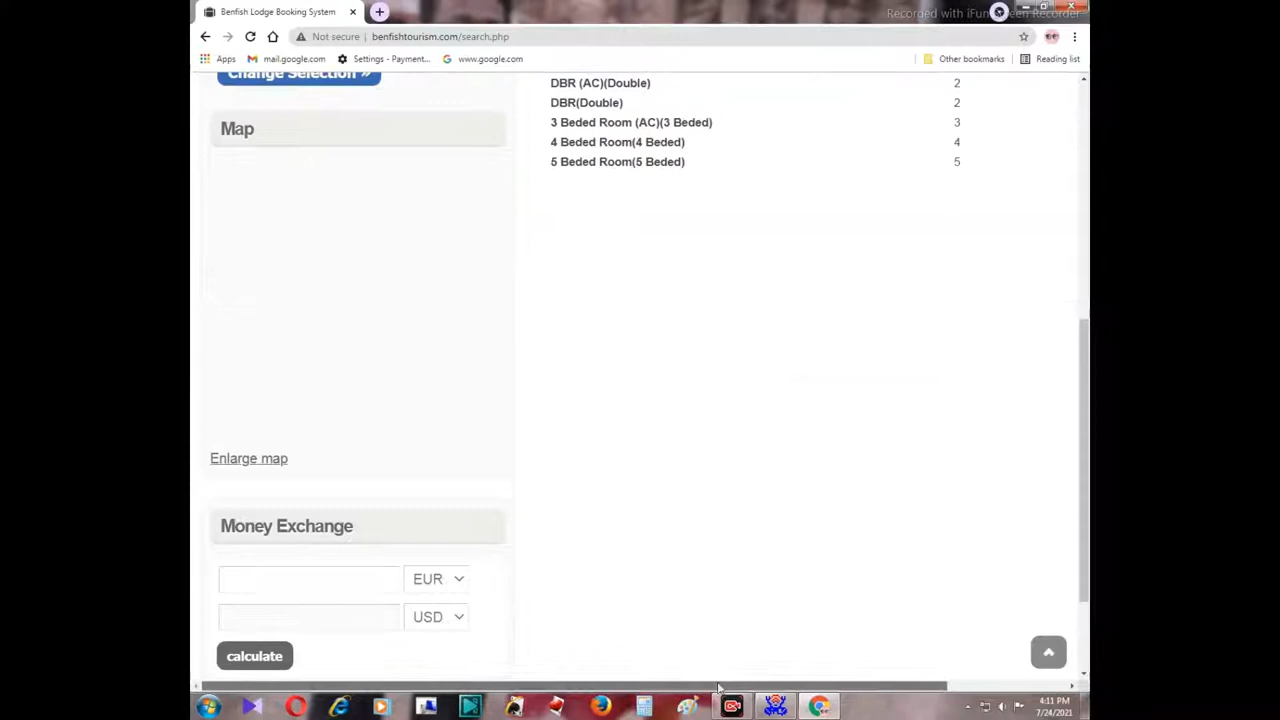 Benfish Lodge Booking System
Recorded with iFun Screen Recorder
Not secure | benfishtourism.com/search.php
Apps mail.google.com Settings - Payment... www.google.com Other bookmarks Reading list
Change Selection »
DBR (AC)(Double) 2
DBR(Double) 2
3 Beded Room (AC)(3 Beded) 3
4 Beded Room(4 Beded) 4
5 Beded Room(5 Beded) 5
Map
Enlarge map
Money Exchange
EUR
USD
calculate
4:11 PM
7/24/2021